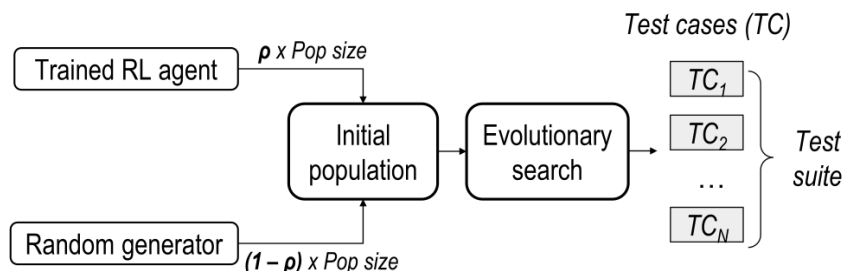 Test cases (TC)
Trained RL agent
ρ x Pop size
Initial
population
Evolutionary
search
TC1
TC2
...
TCN
Test
suite
Random generator
(1 – ρ) x Pop size